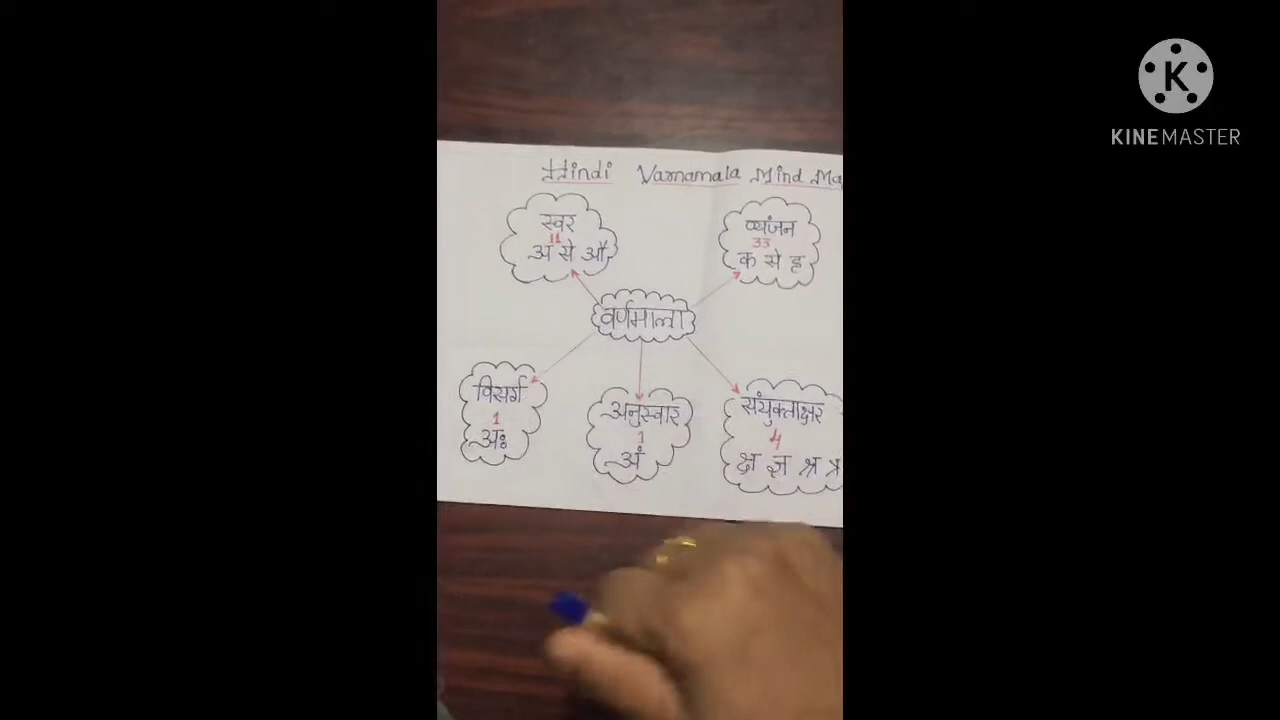 Hindi Varnamala Mind Ma
स्वर
11
अ से औ
व्यंजन
33
क से ह
वर्णमाला
विसर्ग
1
अः
अनुस्वार
1
अं
संयुक्ताक्षर
4
क्ष ज्ञ श्र त्र
KINEMASTER